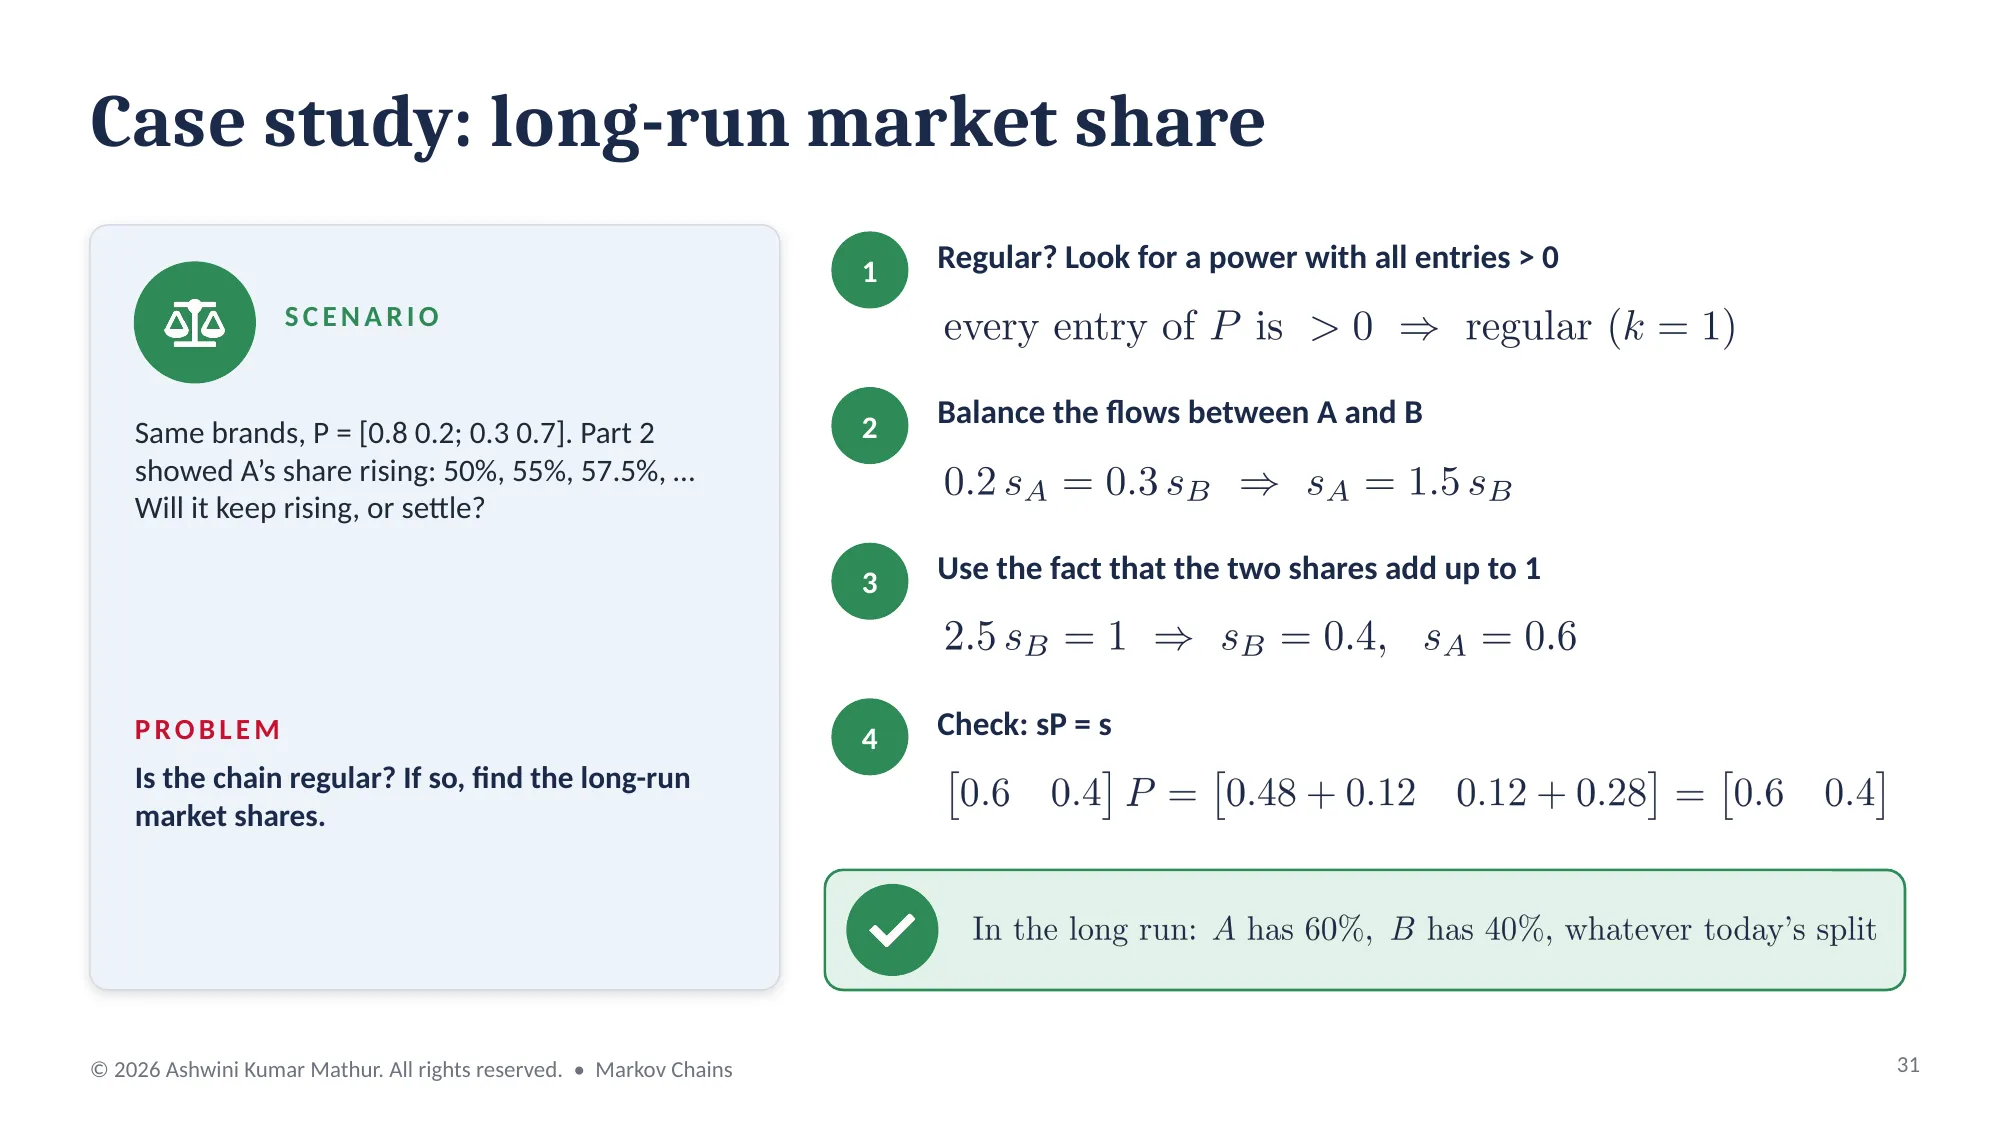 Case study: long-run market share
SCENARIO
Same brands, P = [0.8 0.2; 0.3 0.7]. Part 2
showed A’s share rising: 50%, 55%, 57.5%, …
Will it keep rising, or settle?
PROBLEM
Is the chain regular? If so, find the long-run
market shares.
1
Regular? Look for a power with all entries > 0
every entry of P is > 0 ⇒ regular (k = 1)
2
Balance the flows between A and B
0.2 s_A = 0.3 s_B ⇒ s_A = 1.5 s_B
3
Use the fact that the two shares add up to 1
2.5 s_B = 1 ⇒ s_B = 0.4, s_A = 0.6
4
Check: sP = s
[0.6 0.4] P = [0.48 + 0.12 0.12 + 0.28] = [0.6 0.4]
In the long run: A has 60%, B has 40%, whatever today’s split
© 2026 Ashwini Kumar Mathur. All rights reserved. • Markov Chains
31